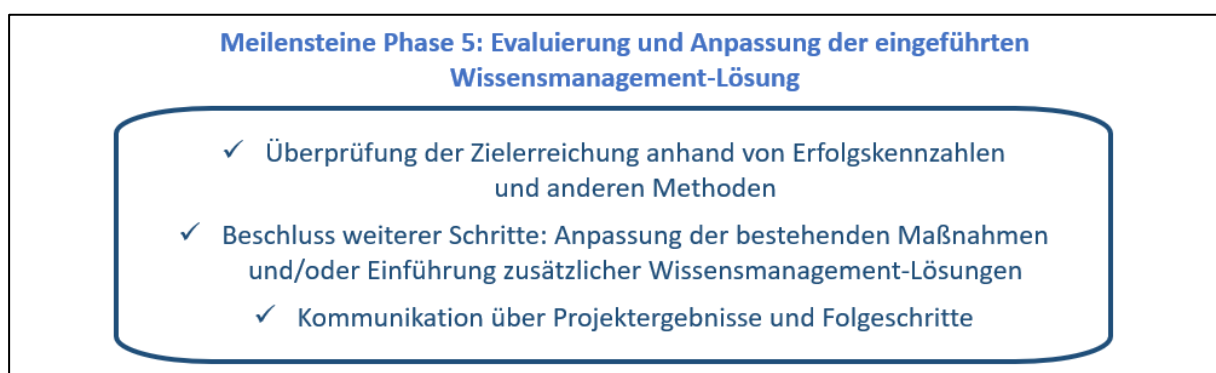 Meilensteine Phase 5: Evaluierung und Anpassung der eingeführten
Wissensmanagement-Lösung
✓ Überprüfung der Zielerreichung anhand von Erfolgskennzahlen
und anderen Methoden
✓ Beschluss weiterer Schritte: Anpassung der bestehenden Maßnahmen
und/oder Einführung zusätzlicher Wissensmanagement-Lösungen
✓ Kommunikation über Projektergebnisse und Folgeschritte